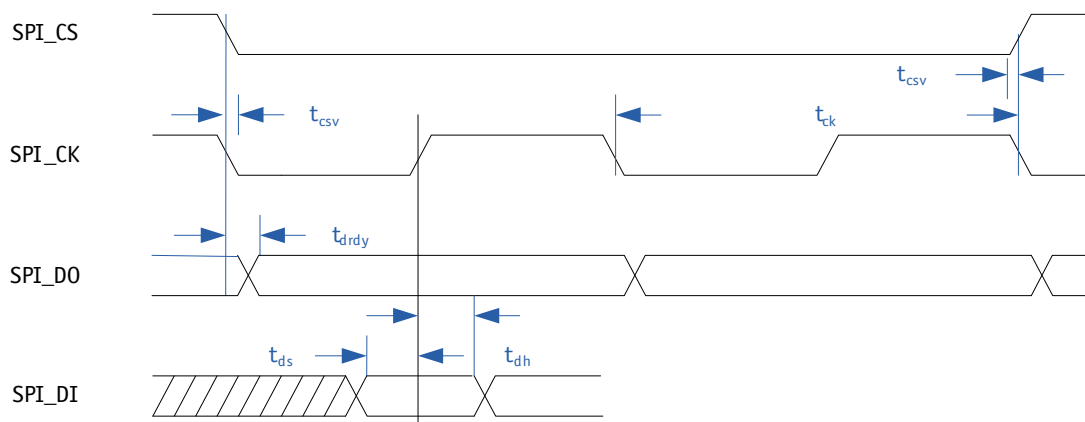 SPI_CS
t_csv
t_csv
t_ck
SPI_CK
t_drdy
SPI_DO
t_ds
t_dh
SPI_DI